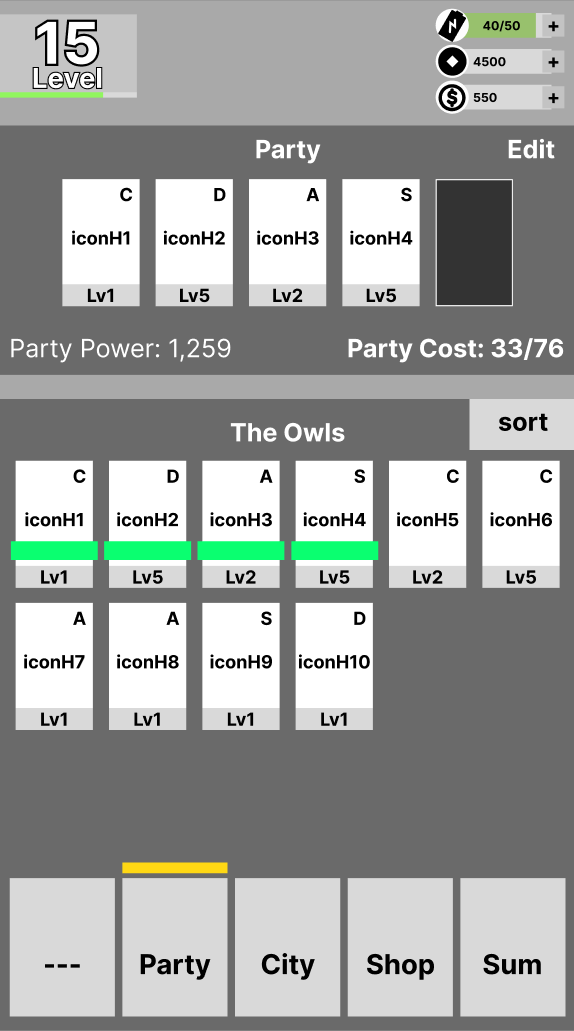 15
Level
N
40/50
+
4500
+
$
550
+
Party
Edit
C
D
A
S
iconH1
iconH2
iconH3
iconH4
Lv1
Lv5
Lv2
Lv5
Party Power: 1,259
Party Cost: 33/76
The Owls
sort
C
D
A
S
C
C
iconH1
iconH2
iconH3
iconH4
iconH5
iconH6
Lv1
Lv5
Lv2
Lv5
Lv2
Lv5
A
A
S
D
iconH7
iconH8
iconH9
iconH10
Lv1
Lv1
Lv1
Lv1
---
Party
City
Shop
Sum